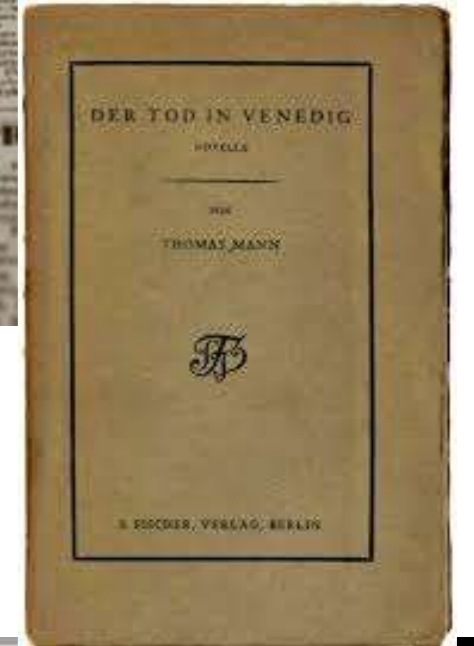 DER TOD IN VENEDIG
NOVELLE
VON
THOMAS MANN
S. FISCHER, VERLAG, BERLIN